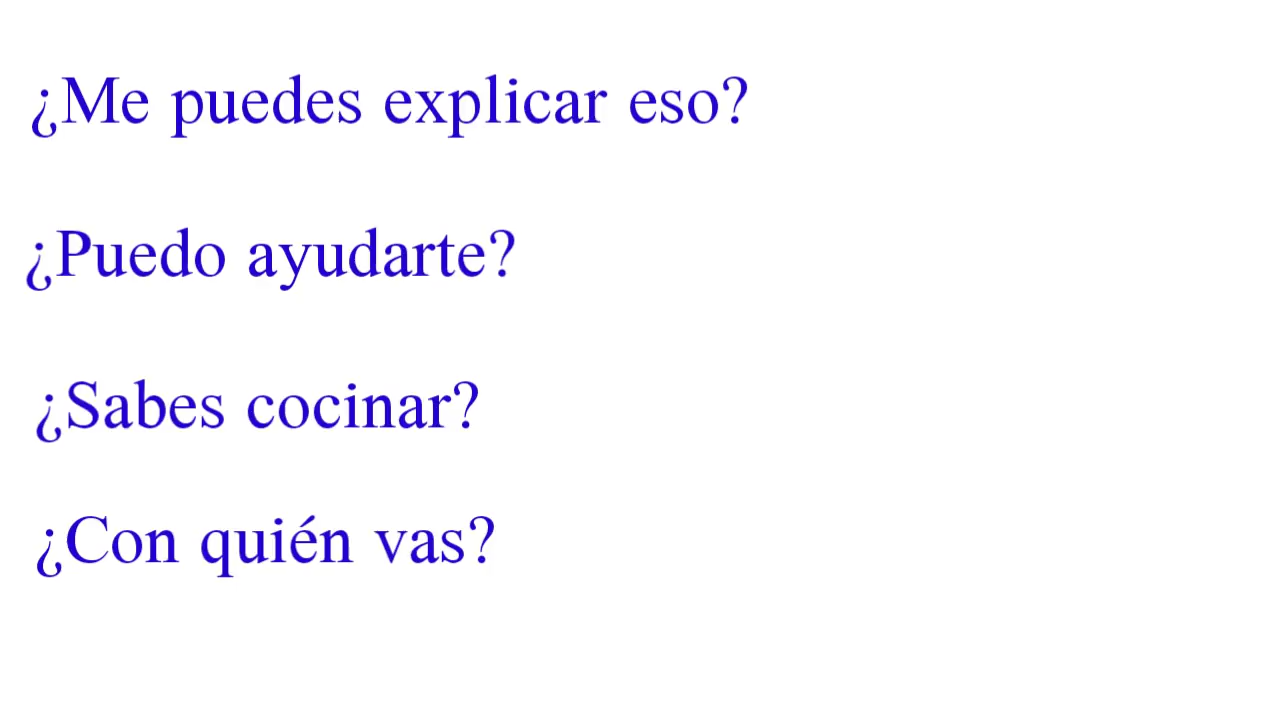 ¿Me puedes explicar eso?
¿Puedo ayudarte?
¿Sabes cocinar?
¿Con quién vas?